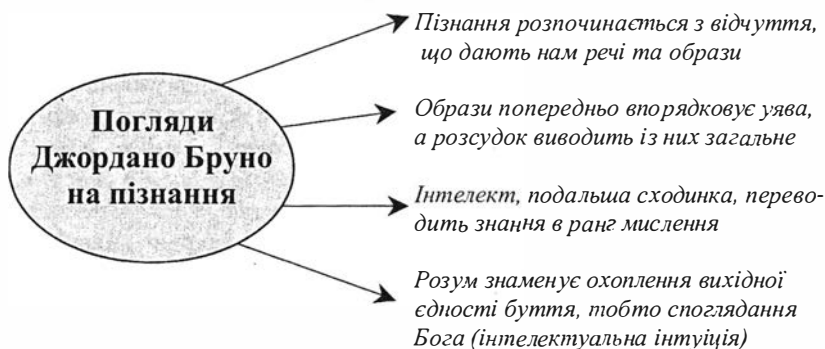 Погляди
Джордано Бруно
на пізнання
Пізнання розпочинається з відчуття,
що дають нам речі та образи
Образи попередньо впорядковує уява,
а розсудок виводить із них загальне
Інтелект, подальша сходинка, перево-
дить знання в ранг мислення
Розум знаменує охоплення вихідної
єдності буття, тобто споглядання
Бога (інтелектуальна інтуїція)